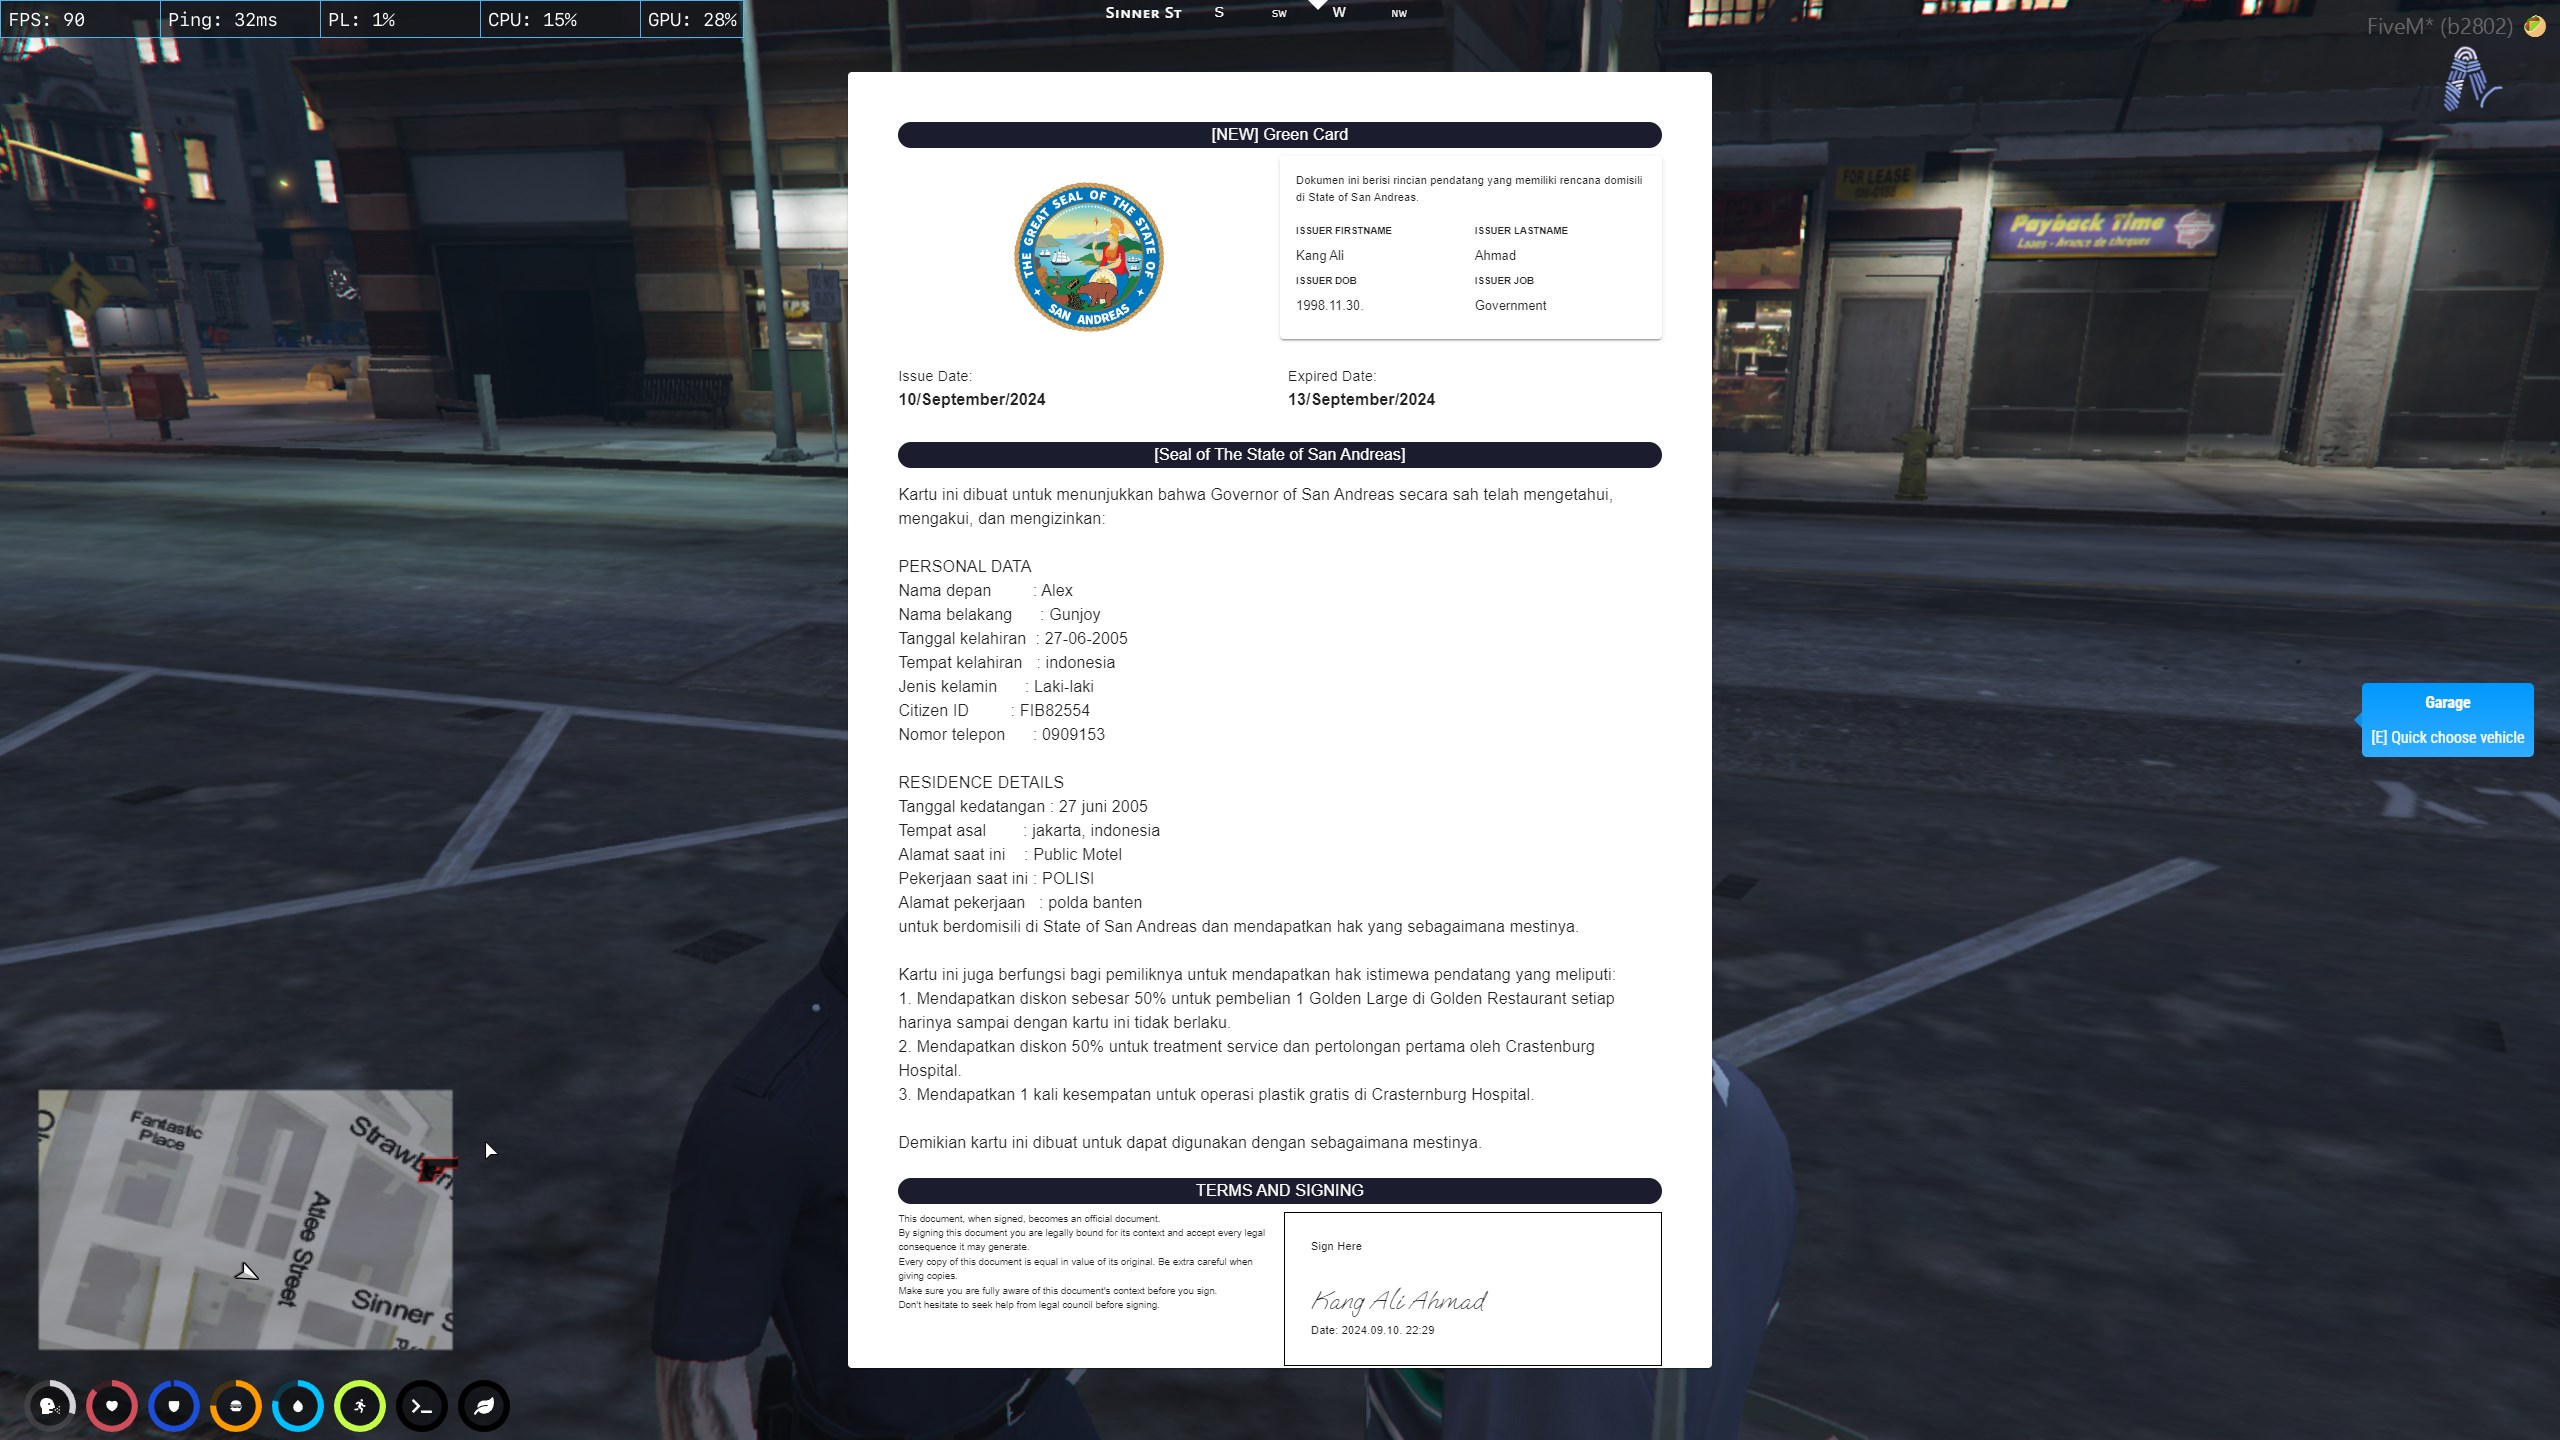 FPS: 90 Ping: 32ms PL: 1% CPU: 15% GPU: 28%
SINNER ST S SW W NW
FiveM* (b2802)
[NEW] Green Card
THE GREAT SEAL OF THE STATE OF
SAN ANDREAS
Dokumen ini berisi rincian pendatang yang memiliki rencana domisili
di State of San Andreas.
ISSUER FIRSTNAME ISSUER LASTNAME
Kang Ali Ahmad
ISSUER DOB ISSUER JOB
1998.11.30. Government
Issue Date: Expired Date:
10/September/2024 13/September/2024
[Seal of The State of San Andreas]
Kartu ini dibuat untuk menunjukkan bahwa Governor of San Andreas secara sah telah mengetahui,
mengakui, dan mengizinkan:
PERSONAL DATA
Nama depan : Alex
Nama belakang : Gunjoy
Tanggal kelahiran : 27-06-2005
Tempat kelahiran : indonesia
Jenis kelamin : Laki-laki
Citizen ID : FIB82554
Nomor telepon : 0909153
RESIDENCE DETAILS
Tanggal kedatangan : 27 juni 2005
Tempat asal : jakarta, indonesia
Alamat saat ini : Public Motel
Pekerjaan saat ini : POLISI
Alamat pekerjaan : polda banten
untuk berdomisili di State of San Andreas dan mendapatkan hak yang sebagaimana mestinya.
Kartu ini juga berfungsi bagi pemiliknya untuk mendapatkan hak istimewa pendatang yang meliputi:
1. Mendapatkan diskon sebesar 50% untuk pembelian 1 Golden Large di Golden Restaurant setiap
harinya sampai dengan kartu ini tidak berlaku.
2. Mendapatkan diskon 50% untuk treatment service dan pertolongan pertama oleh Crastenburg
Hospital.
3. Mendapatkan 1 kali kesempatan untuk operasi plastik gratis di Crasternburg Hospital.
Demikian kartu ini dibuat untuk dapat digunakan dengan sebagaimana mestinya.
TERMS AND SIGNING
This document, when signed, becomes an official document.
By signing this document you are legally bound for its context and accept every legal
consequence it may generate.
Every copy of this document is equal in value of its original. Be extra careful when
giving copies.
Make sure you are fully aware of this document's context before you sign.
Don't hesitate to seek help from legal council before signing.
Sign Here
Kang Ali Ahmad
Date: 2024.09.10. 22:29
FOR LEASE
Payback Time
Loans - Avance de cheques
Garage
[E] Quick choose vehicle
Fantastic
Place
Atlee Street
Sinner S